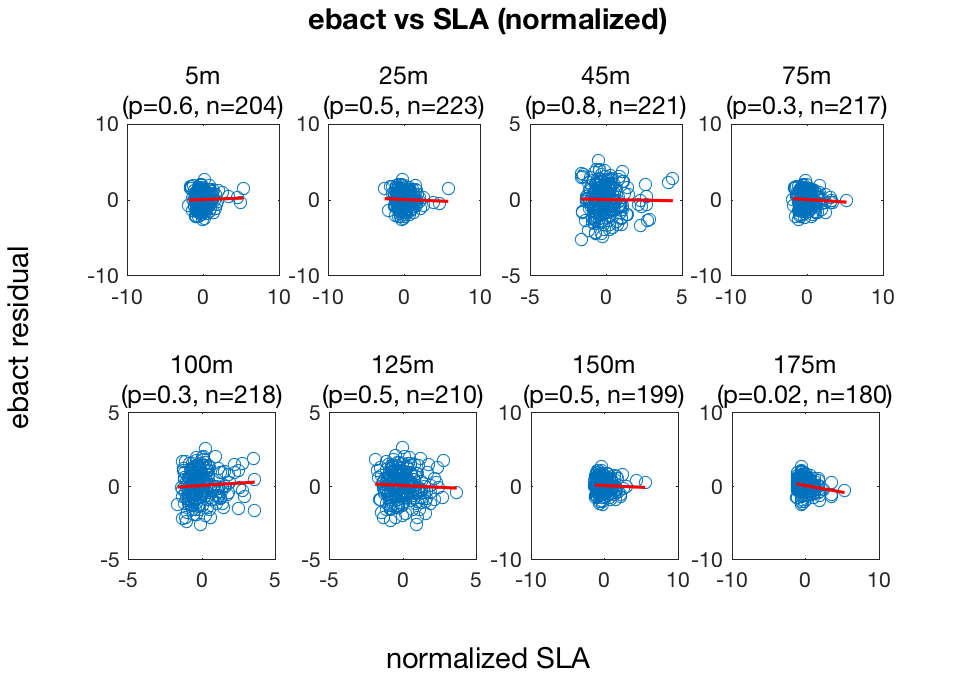 ebact vs SLA (normalized)
5m
(p=0.6, n=204)
10
0
-10
-10 0 10
25m
(p=0.5, n=223)
10
0
-10
-10 0 10
45m
(p=0.8, n=221)
5
0
-5
-5 0 5
75m
(p=0.3, n=217)
10
0
-10
-10 0 10
ebact residual
100m
(p=0.3, n=218)
5
0
-5
-5 0 5
125m
(p=0.5, n=210)
5
0
-5
-5 0 5
150m
(p=0.5, n=199)
10
0
-10
-10 0 10
175m
(p=0.02, n=180)
10
0
-10
-10 0 10
normalized SLA